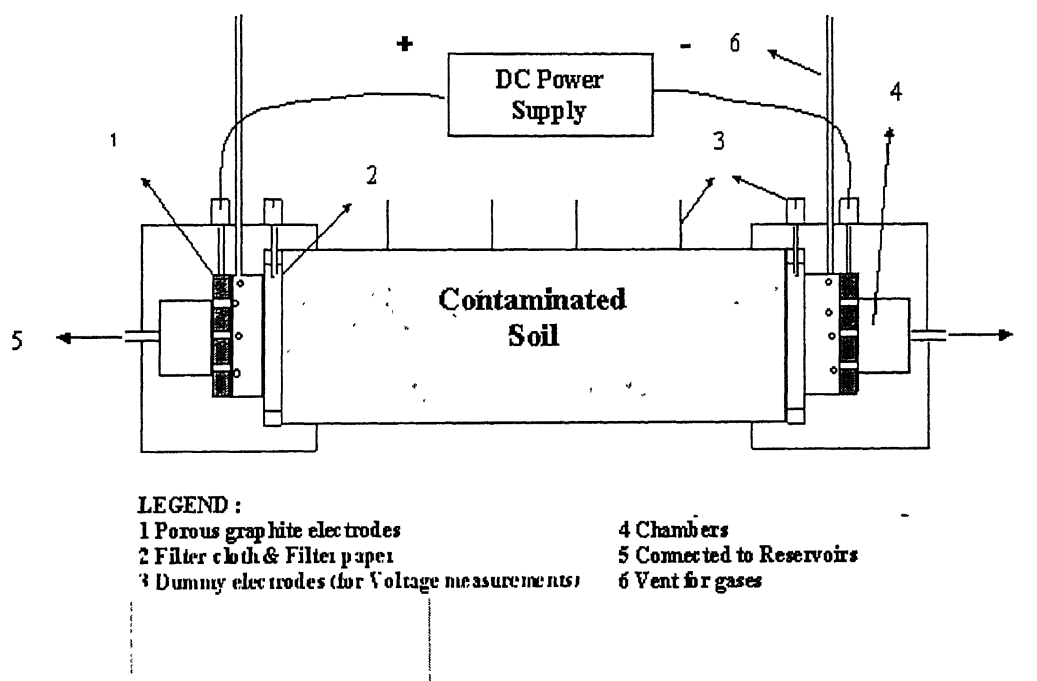 +
-
6
DC Power
Supply
4
1
2
3
Contaminated
Soil
5
LEGEND :
1 Porous graphite electrodes
2 Filter cloth & Filter paper
3 Dummy electrodes (for Voltage measurements)
4 Chambers
5 Connected to Reservoirs
6 Vent for gases